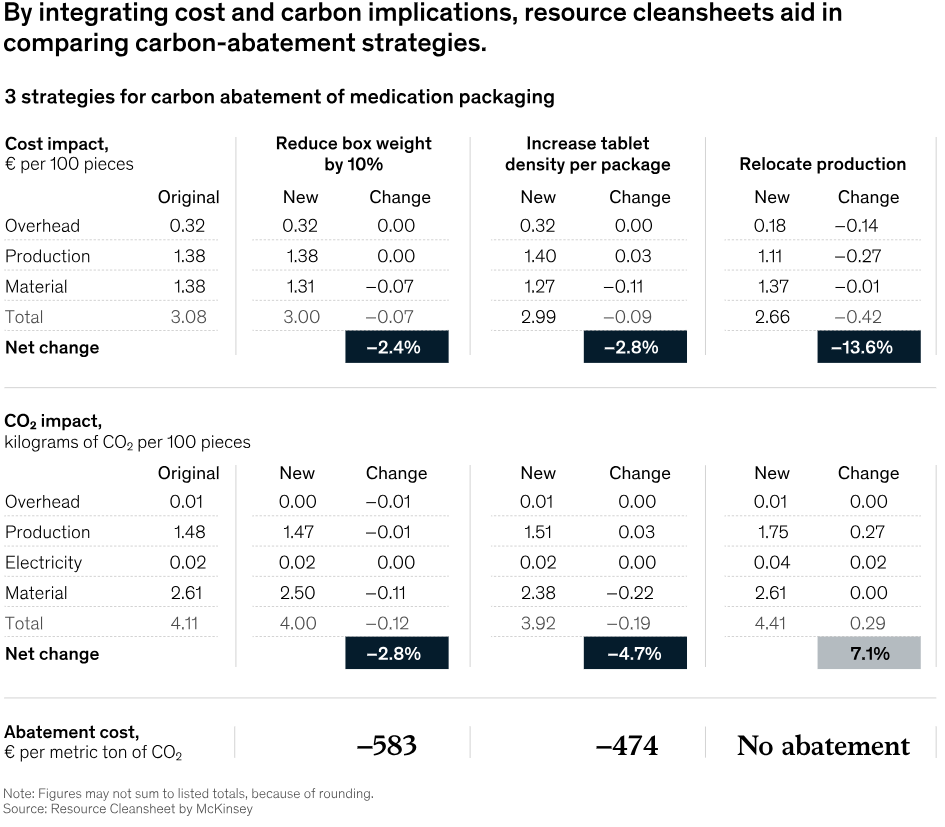 By integrating cost and carbon implications, resource cleansheets aid in
comparing carbon-abatement strategies.
3 strategies for carbon abatement of medication packaging
Cost impact,
€ per 100 pieces
Reduce box weight
by 10%
Increase tablet
density per package
Relocate production
Original New Change New Change New Change
Overhead 0.32 0.32 0.00 0.32 0.00 0.18 –0.14
Production 1.38 1.38 0.00 1.40 0.03 1.11 –0.27
Material 1.38 1.31 –0.07 1.27 –0.11 1.37 –0.01
Total 3.08 3.00 –0.07 2.99 –0.09 2.66 –0.42
Net change –2.4% –2.8% –13.6%
CO₂ impact,
kilograms of CO₂ per 100 pieces
Original New Change New Change New Change
Overhead 0.01 0.00 –0.01 0.01 0.00 0.01 0.00
Production 1.48 1.47 –0.01 1.51 0.03 1.75 0.27
Electricity 0.02 0.02 0.00 0.02 0.00 0.04 0.02
Material 2.61 2.50 –0.11 2.38 –0.22 2.61 0.00
Total 4.11 4.00 –0.12 3.92 –0.19 4.41 0.29
Net change –2.8% –4.7% 7.1%
Abatement cost,
€ per metric ton of CO₂
–583 –474 No abatement
Note: Figures may not sum to listed totals, because of rounding.
Source: Resource Cleansheet by McKinsey